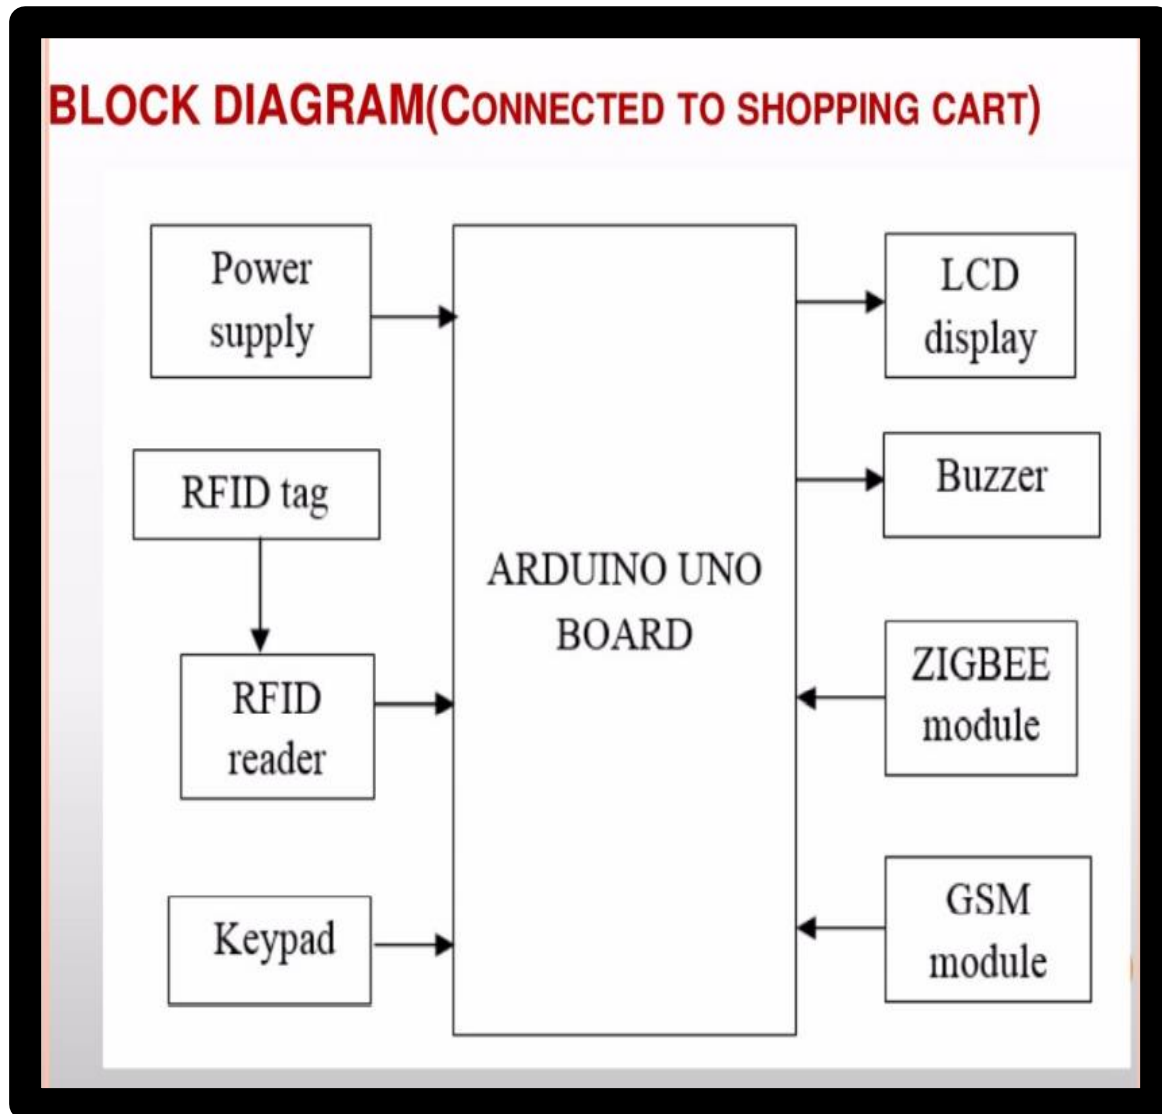 BLOCK DIAGRAM(CONNECTED TO SHOPPING CART)
Power
supply
RFID tag
RFID
reader
Keypad
ARDUINO UNO
BOARD
LCD
display
Buzzer
ZIGBEE
module
GSM
module